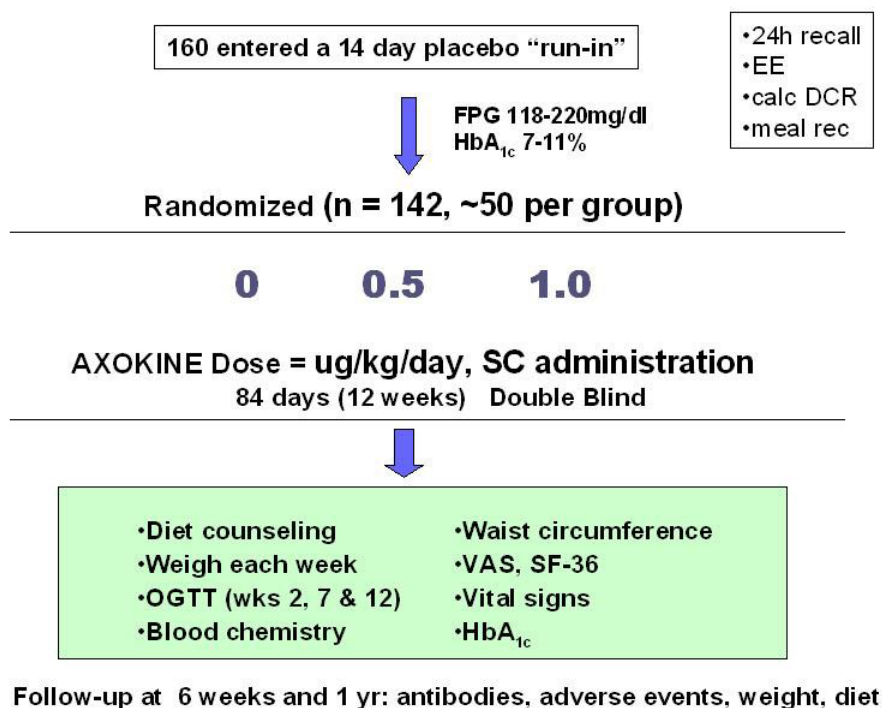 160 entered a 14 day placebo “run-in”
•24h recall
•EE
•calc DCR
•meal rec
FPG 118-220mg/dl
HbA1c 7-11%
Randomized (n = 142, ~50 per group)
0 0.5 1.0
AXOKINE Dose = ug/kg/day, SC administration
84 days (12 weeks) Double Blind
•Diet counseling
•Weigh each week
•OGTT (wks 2, 7 & 12)
•Blood chemistry
•Waist circumference
•VAS, SF-36
•Vital signs
•HbA1c
Follow-up at 6 weeks and 1 yr: antibodies, adverse events, weight, diet